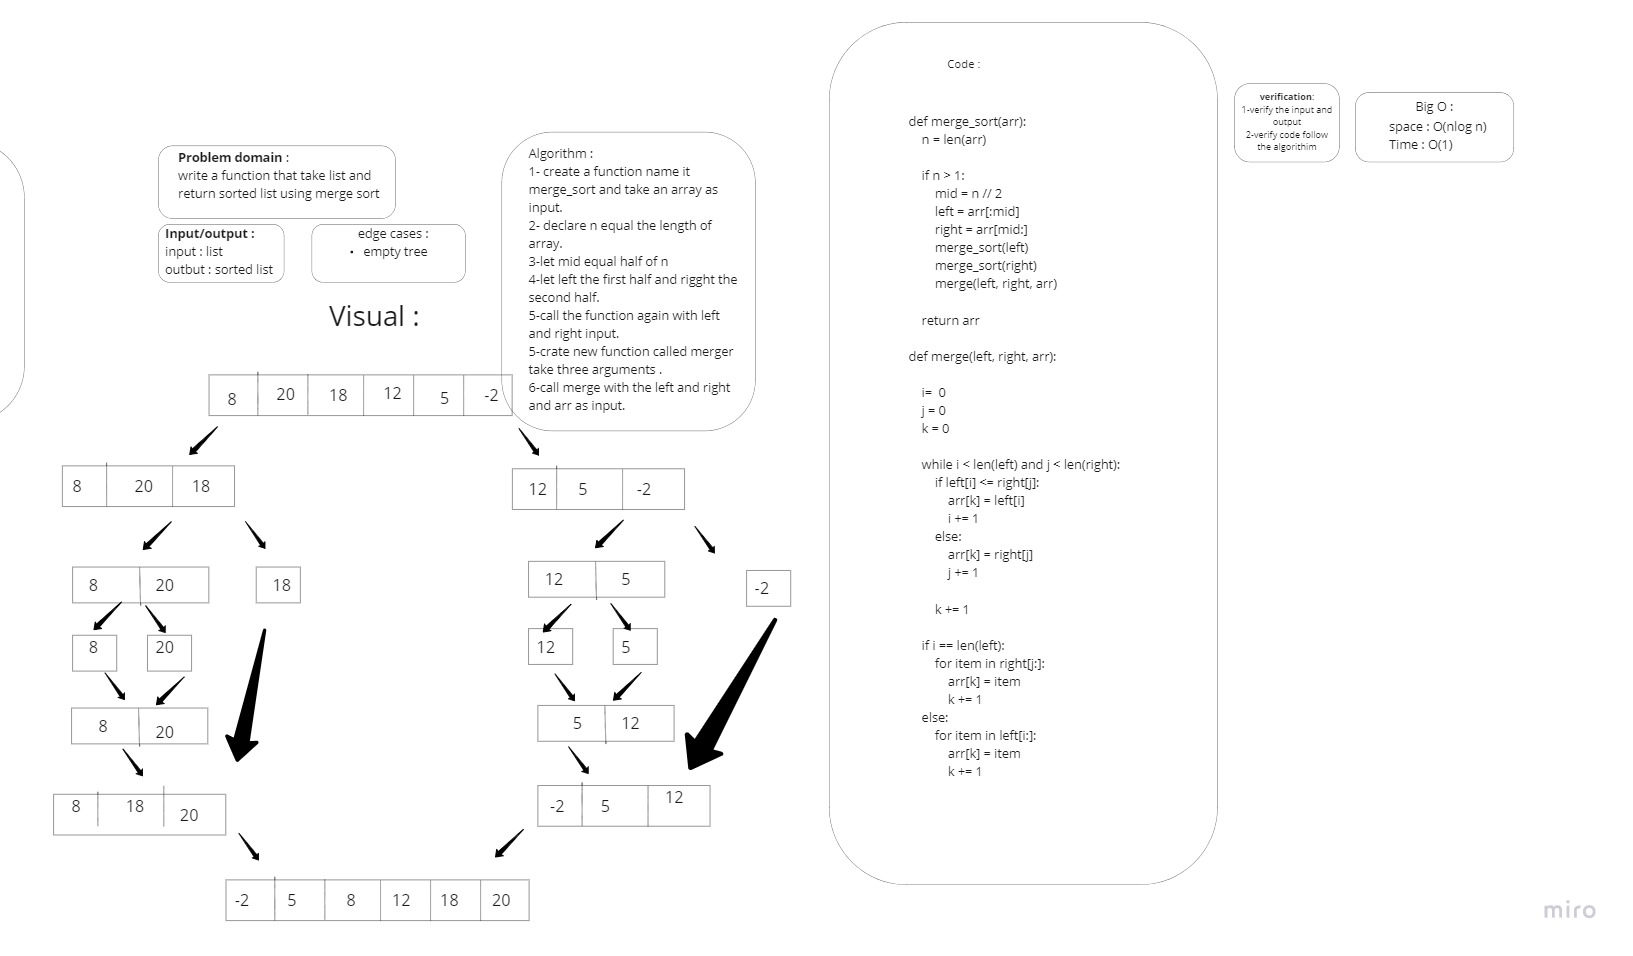 Problem domain :
write a function that take list and
return sorted list using merge sort
Input/output :
input : list
outbut : sorted list
edge cases :
• empty tree
Algorithm :
1- create a function name it
merge_sort and take an array as
input.
2- declare n equal the length of
array.
3-let mid equal half of n
4-let left the first half and rigght the
second half.
5-call the function again with left
and right input.
5-crate new function called merger
take three arguments .
6-call merge with the left and right
and arr as input.
Visual :
8 20 18 12 5 -2
8 20 18
12 5 -2
8 20
18
12 5
-2
8
20
12
5
8 20
5 12
8 18 20
-2 5 12
-2 5 8 12 18 20
Code :
def merge_sort(arr):
n = len(arr)
if n > 1:
mid = n // 2
left = arr[:mid]
right = arr[mid:]
merge_sort(left)
merge_sort(right)
merge(left, right, arr)
return arr
def merge(left, right, arr):
i= 0
j = 0
k = 0
while i < len(left) and j < len(right):
if left[i] <= right[j]:
arr[k] = left[i]
i += 1
else:
arr[k] = right[j]
j += 1
k += 1
if i == len(left):
for item in right[j:]:
arr[k] = item
k += 1
else:
for item in left[i:]:
arr[k] = item
k += 1
verification:
1-verify the input and
output
2-verify code follow
the algorithim
Big O :
space : O(nlog n)
Time : O(1)
miro